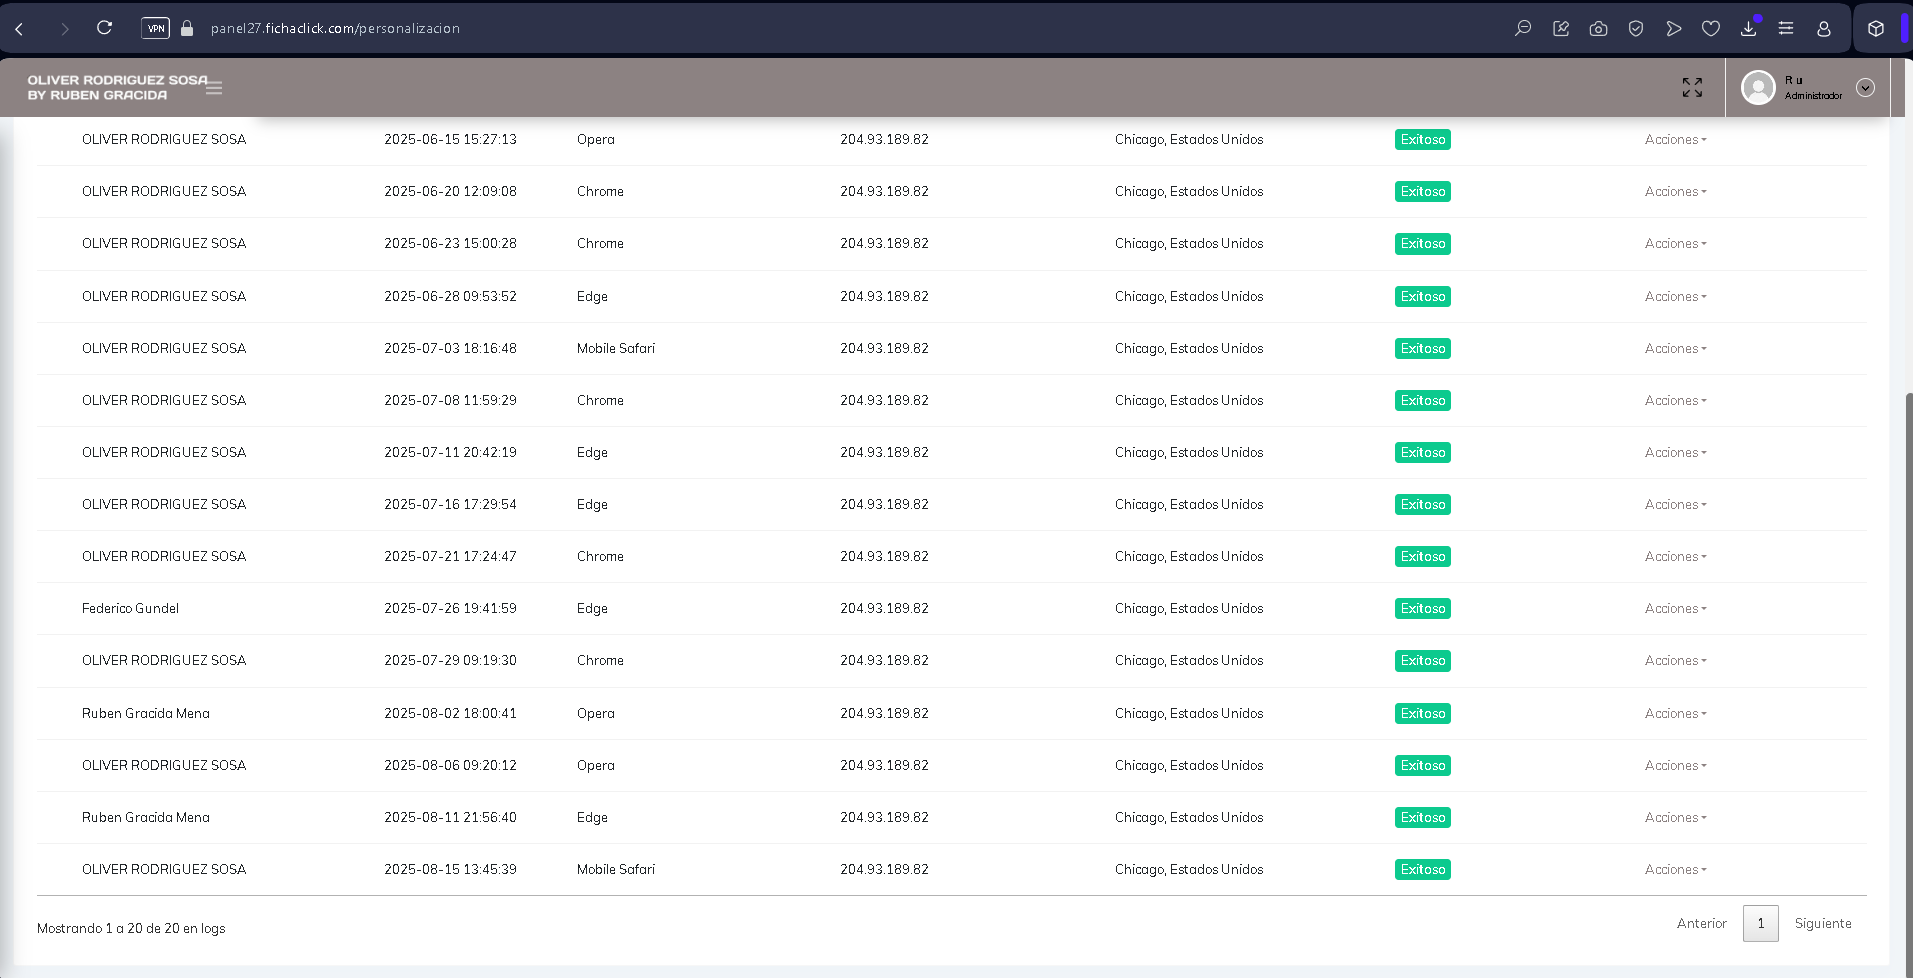 VPN panel27.fichaclick.com/personalizacion
OLIVER RODRIGUEZ SOSA
BY RUBEN GRACIDA
R u
Administrador
OLIVER RODRIGUEZ SOSA 2025-06-15 15:27:13 Opera 204.93.189.82 Chicago, Estados Unidos Exitoso Acciones
OLIVER RODRIGUEZ SOSA 2025-06-20 12:09:08 Chrome 204.93.189.82 Chicago, Estados Unidos Exitoso Acciones
OLIVER RODRIGUEZ SOSA 2025-06-23 15:00:28 Chrome 204.93.189.82 Chicago, Estados Unidos Exitoso Acciones
OLIVER RODRIGUEZ SOSA 2025-06-28 09:53:52 Edge 204.93.189.82 Chicago, Estados Unidos Exitoso Acciones
OLIVER RODRIGUEZ SOSA 2025-07-03 18:16:48 Mobile Safari 204.93.189.82 Chicago, Estados Unidos Exitoso Acciones
OLIVER RODRIGUEZ SOSA 2025-07-08 11:59:29 Chrome 204.93.189.82 Chicago, Estados Unidos Exitoso Acciones
OLIVER RODRIGUEZ SOSA 2025-07-11 20:42:19 Edge 204.93.189.82 Chicago, Estados Unidos Exitoso Acciones
OLIVER RODRIGUEZ SOSA 2025-07-16 17:29:54 Edge 204.93.189.82 Chicago, Estados Unidos Exitoso Acciones
OLIVER RODRIGUEZ SOSA 2025-07-21 17:24:47 Chrome 204.93.189.82 Chicago, Estados Unidos Exitoso Acciones
Federico Gundel 2025-07-26 19:41:59 Edge 204.93.189.82 Chicago, Estados Unidos Exitoso Acciones
OLIVER RODRIGUEZ SOSA 2025-07-29 09:19:30 Chrome 204.93.189.82 Chicago, Estados Unidos Exitoso Acciones
Ruben Gracida Mena 2025-08-02 18:00:41 Opera 204.93.189.82 Chicago, Estados Unidos Exitoso Acciones
OLIVER RODRIGUEZ SOSA 2025-08-06 09:20:12 Opera 204.93.189.82 Chicago, Estados Unidos Exitoso Acciones
Ruben Gracida Mena 2025-08-11 21:56:40 Edge 204.93.189.82 Chicago, Estados Unidos Exitoso Acciones
OLIVER RODRIGUEZ SOSA 2025-08-15 13:45:39 Mobile Safari 204.93.189.82 Chicago, Estados Unidos Exitoso Acciones
Mostrando 1 a 20 de 20 en logs
Anterior 1 Siguiente